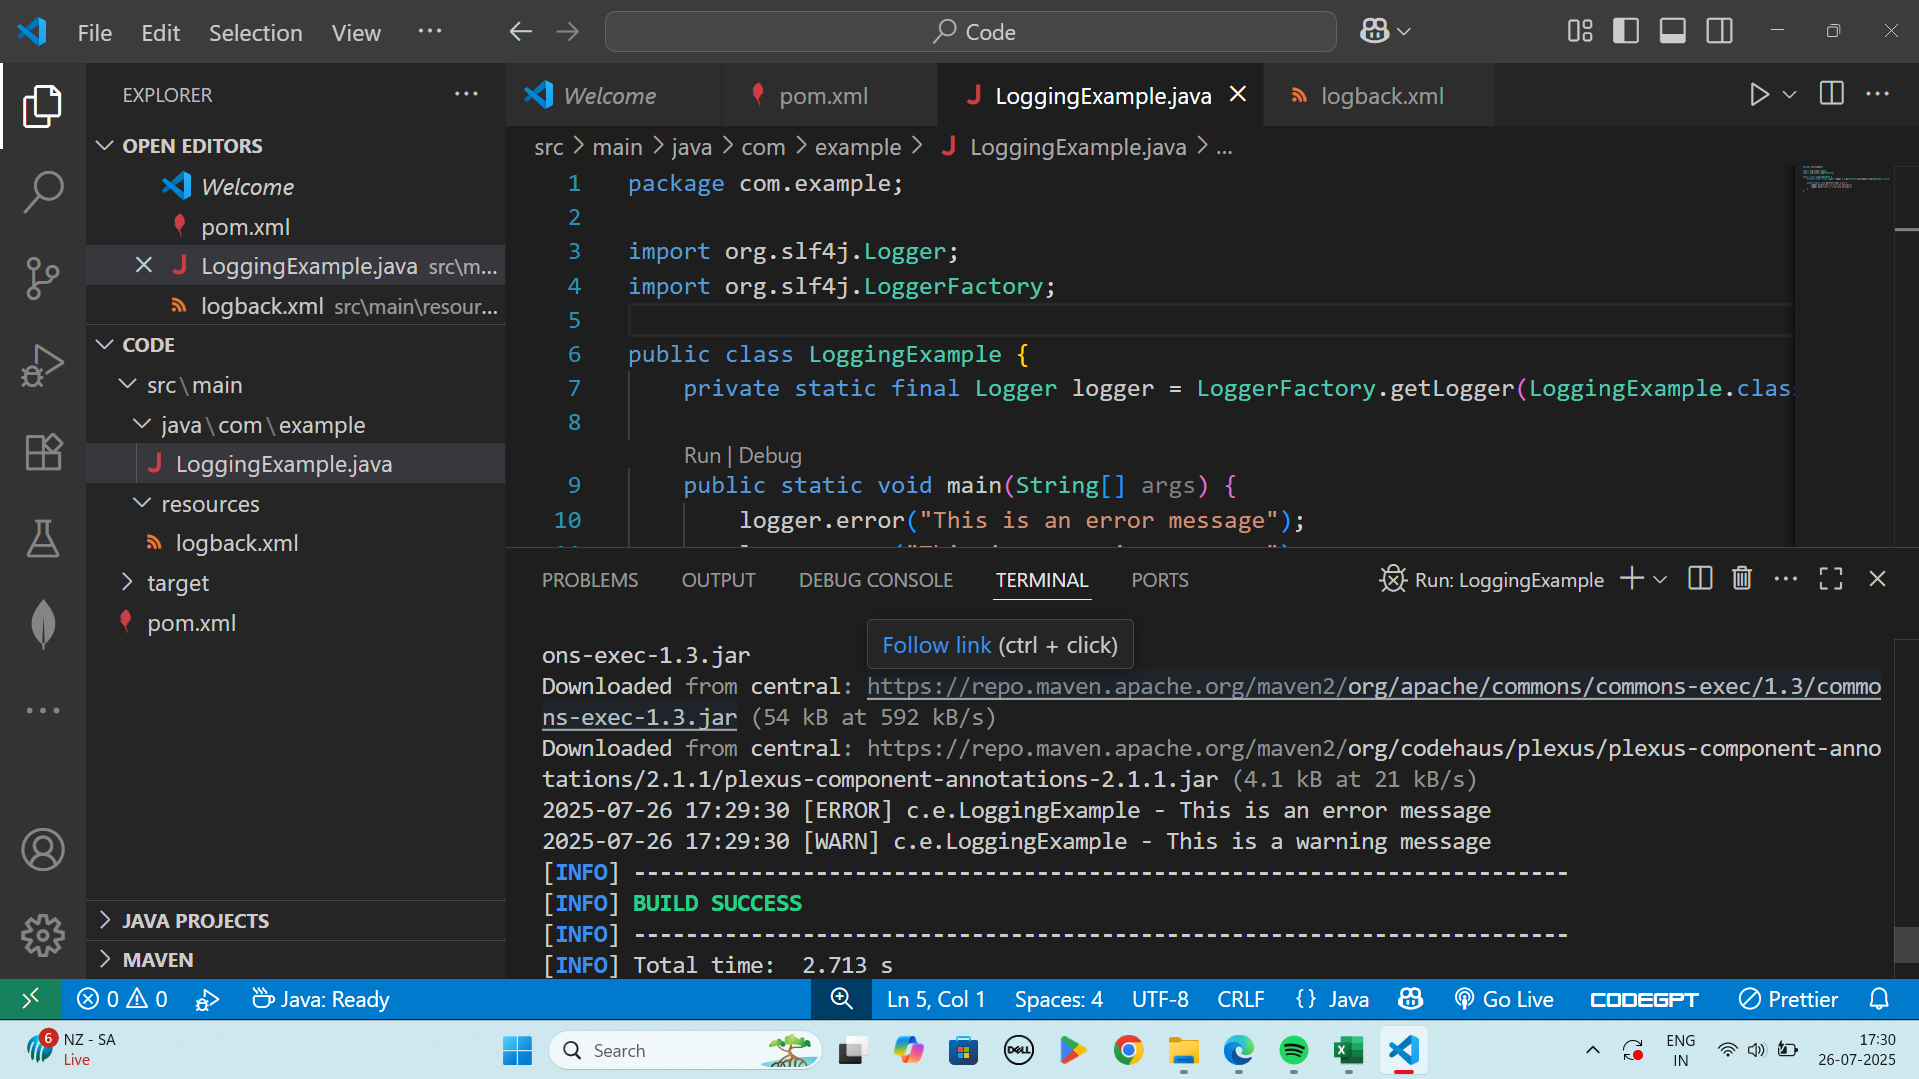 File Edit Selection View ···
Code
EXPLORER ···
OPEN EDITORS
Welcome
pom.xml
LoggingExample.java src\m...
logback.xml src\main\resour...
CODE
src\main
java\com\example
LoggingExample.java
resources
logback.xml
target
pom.xml
JAVA PROJECTS
MAVEN
Welcome
pom.xml
LoggingExample.java
logback.xml
src > main > java > com > example > LoggingExample.java > ...
1 package com.example;
2
3 import org.slf4j.Logger;
4 import org.slf4j.LoggerFactory;
5
6 public class LoggingExample {
7 private static final Logger logger = LoggerFactory.getLogger(LoggingExample.clas
8
Run | Debug
9 public static void main(String[] args) {
10 logger.error("This is an error message");
PROBLEMS OUTPUT DEBUG CONSOLE TERMINAL PORTS
Run: LoggingExample
Follow link (ctrl + click)
ons-exec-1.3.jar
Downloaded from central: https://repo.maven.apache.org/maven2/org/apache/commons/commons-exec/1.3/commo
ns-exec-1.3.jar (54 kB at 592 kB/s)
Downloaded from central: https://repo.maven.apache.org/maven2/org/codehaus/plexus/plexus-component-anno
tations/2.1.1/plexus-component-annotations-2.1.1.jar (4.1 kB at 21 kB/s)
2025-07-26 17:29:30 [ERROR] c.e.LoggingExample - This is an error message
2025-07-26 17:29:30 [WARN] c.e.LoggingExample - This is a warning message
[INFO] ------------------------------------------------------------------------
[INFO] BUILD SUCCESS
[INFO] ------------------------------------------------------------------------
[INFO] Total time:  2.713 s
0 0 Java: Ready Ln 5, Col 1 Spaces: 4 UTF-8 CRLF {} Java Go Live CODEGPT Prettier
6 NZ - SA
Live
Search
DELL
ENG
IN
17:30
26-07-2025